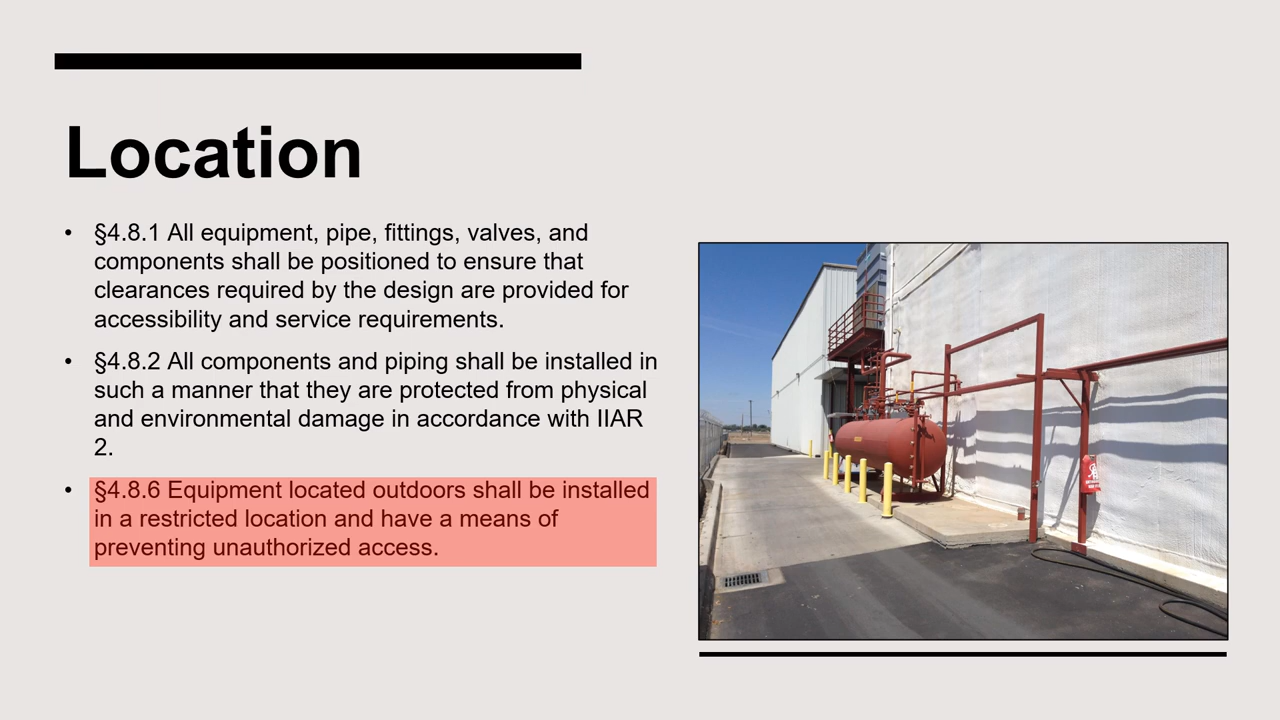 Location
• §4.8.1 All equipment, pipe, fittings, valves, and
components shall be positioned to ensure that
clearances required by the design are provided for
accessibility and service requirements.
• §4.8.2 All components and piping shall be installed in
such a manner that they are protected from physical
and environmental damage in accordance with IIAR
2.
• §4.8.6 Equipment located outdoors shall be installed
in a restricted location and have a means of
preventing unauthorized access.